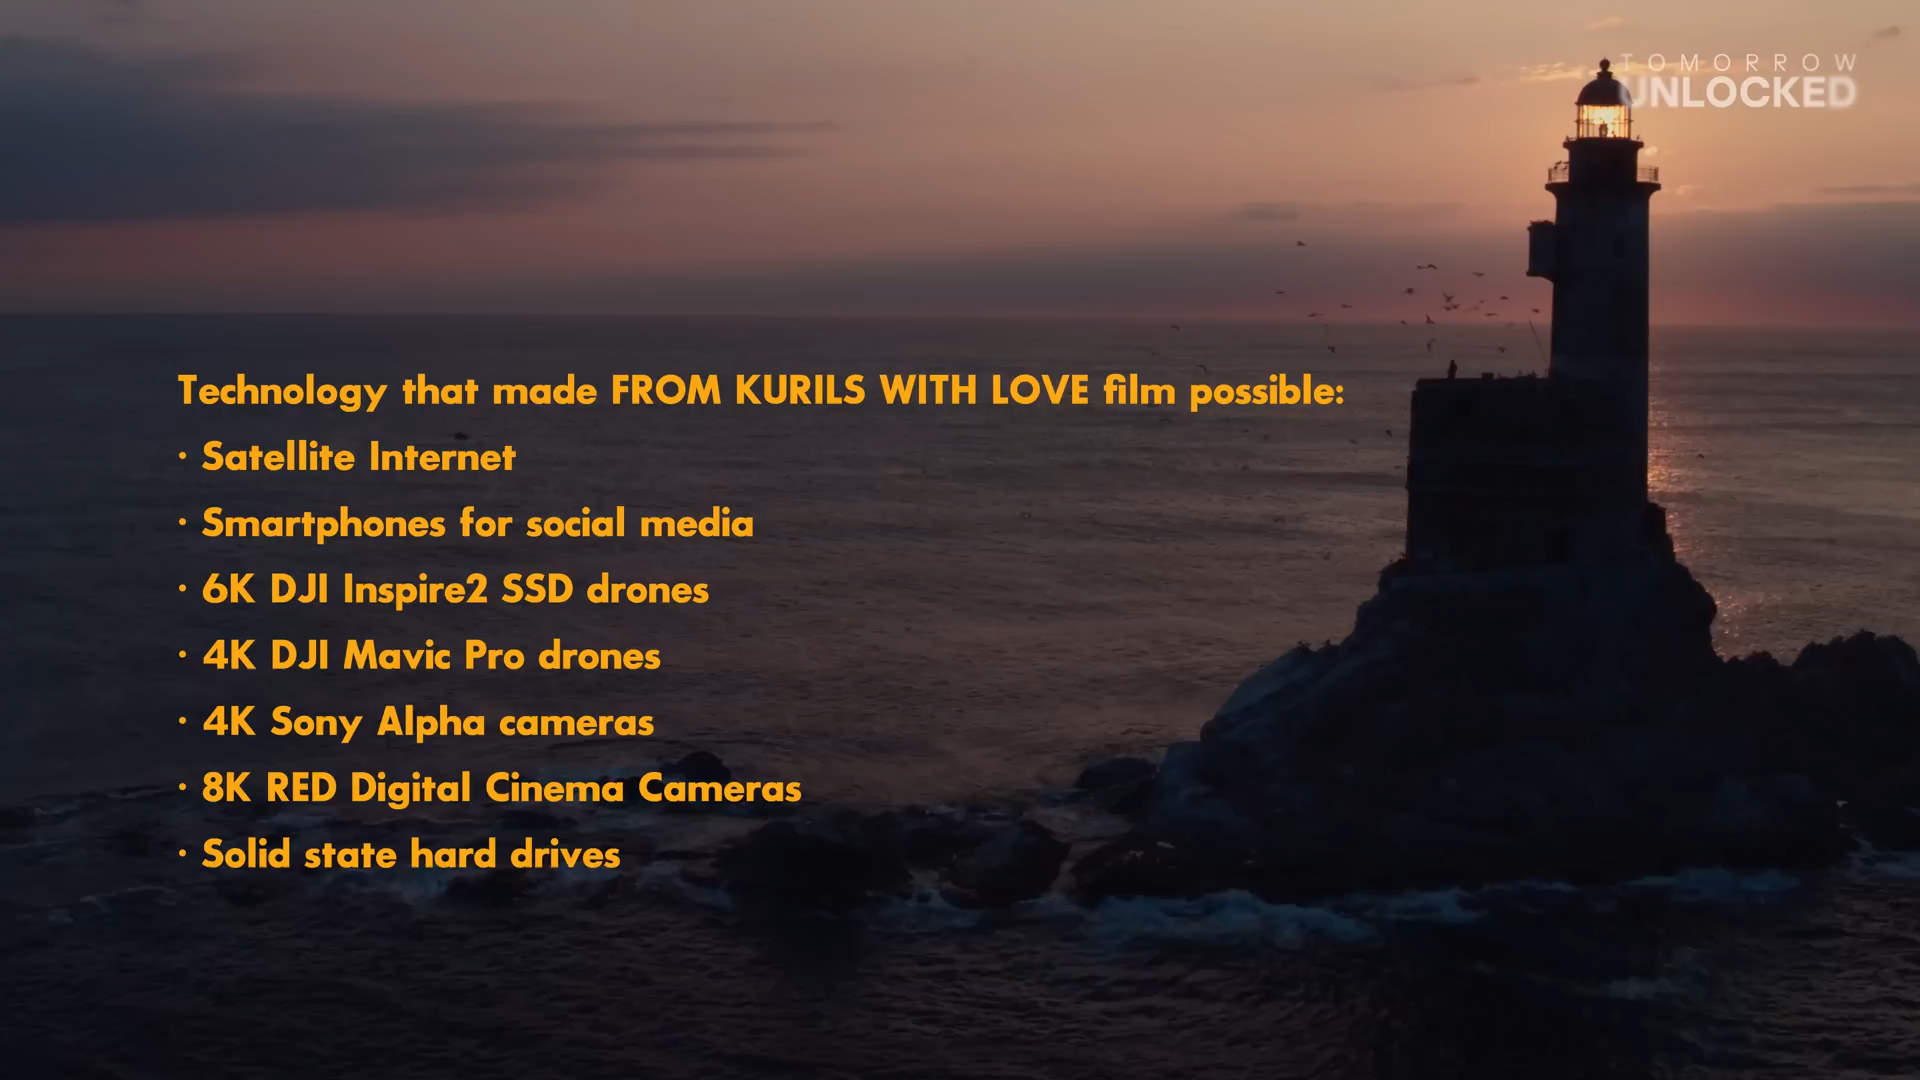 TOMORROW
UNLOCKED
Technology that made FROM KURILS WITH LOVE film possible:
· Satellite Internet
· Smartphones for social media
· 6K DJI Inspire2 SSD drones
· 4K DJI Mavic Pro drones
· 4K Sony Alpha cameras
· 8K RED Digital Cinema Cameras
· Solid state hard drives